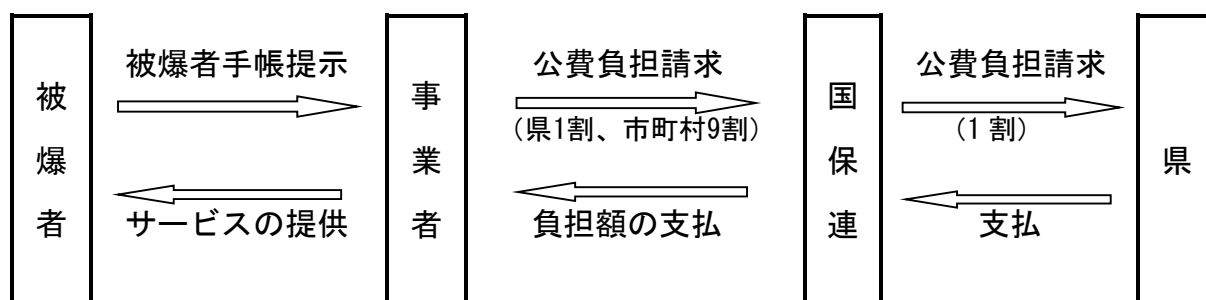 被爆者
被爆者手帳提示
サービスの提供
事業者
公費負担請求
（県1割、市町村9割）
負担額の支払
国保連
公費負担請求
（1割）
支払
県